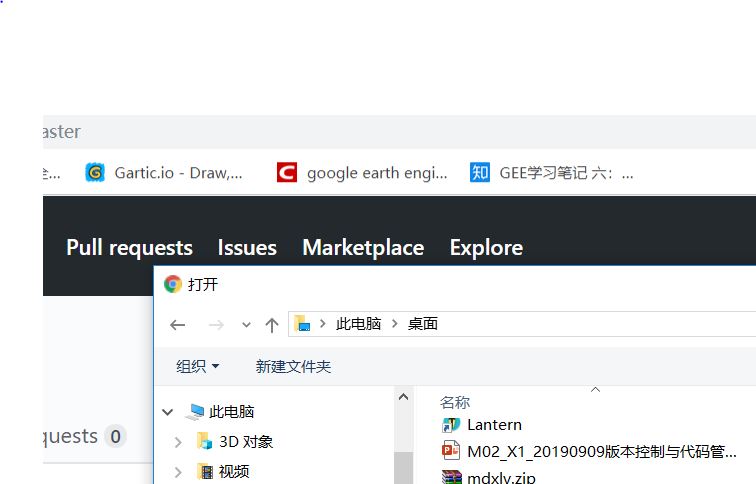 aster
全... Gartic.io - Draw,... google earth engi... GEE学习笔记 六：...
Pull requests Issues Marketplace Explore
打开
此电脑 桌面
组织 新建文件夹
此电脑
3D 对象
视频
quests 0
名称
Lantern
M02_X1_20190909版本控制与代码管...
mdxly.zip